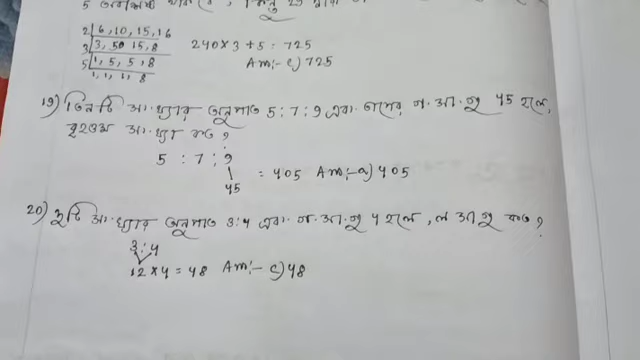 5
2 | 6, 10, 15, 16
3 | 3, 50 15, 8 240×3+5 = 725
5 | 1, 5, 5, 8 Ans:- c) 725
1, 1, 1, 8
19) তিনটি সংখ্যার অনুপাত 5 : 7 : 9 এবং তাদের গ.সা.গু 45 হলে,
বৃহত্তম সংখ্যা কত ?
5 : 7 : 9
= 405 Ans:- a) 405
45
20) দুটি সংখ্যার অনুপাত 3:4 এবং গ.সা.গু 4 হলে, ল সা গু কত ?
3 : 4
12×4 = 48 Ans:- c) 48